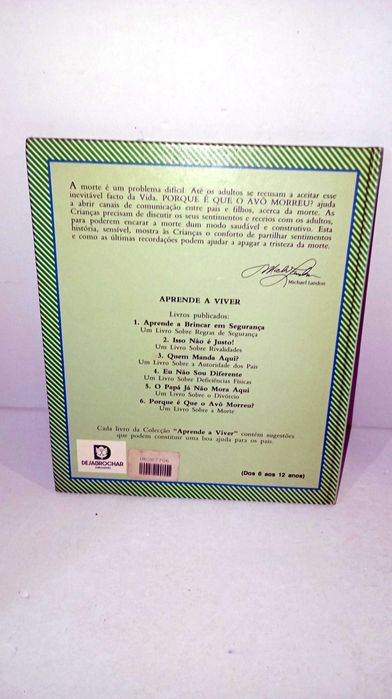 A morte é um problema difícil. Até os adultos se recusam a aceitar esse
inevitável facto da Vida. PORQUE É QUE O AVÔ MORREU? ajuda
a abrir canais de comunicação entre pais e filhos, acerca da morte. As
Crianças precisam de discutir os seus sentimentos e receios com os adultos,
para poderem encarar a morte dum modo saudável e construtivo. Esta
história, sensível, mostra às Crianças o conforto de partilhar sentimentos
e como as últimas recordações podem ajudar a apagar a tristeza da morte.
Michael Landon
APRENDE A VIVER
Livros publicados:
1. Aprende a Brincar em Segurança
Um Livro Sobre Regras de Segurança
2. Isso Não é Justo!
Um Livro Sobre Rivalidades
3. Quem Manda Aqui?
Um Livro Sobre a Autoridade dos Pais
4. Eu Não Sou Diferente
Um Livro Sobre Deficiências Físicas
5. O Papá Já Não Mora Aqui
Um Livro Sobre o Divórcio
6. Porque é Que o Avô Morreu?
Um Livro Sobre a Morte
Cada livro da Colecção "Aprende a Viver" contém sugestões
que podem constituir uma boa ajuda para os pais.
DEJABROCHAR
(Dos 6 aos 12 anos)